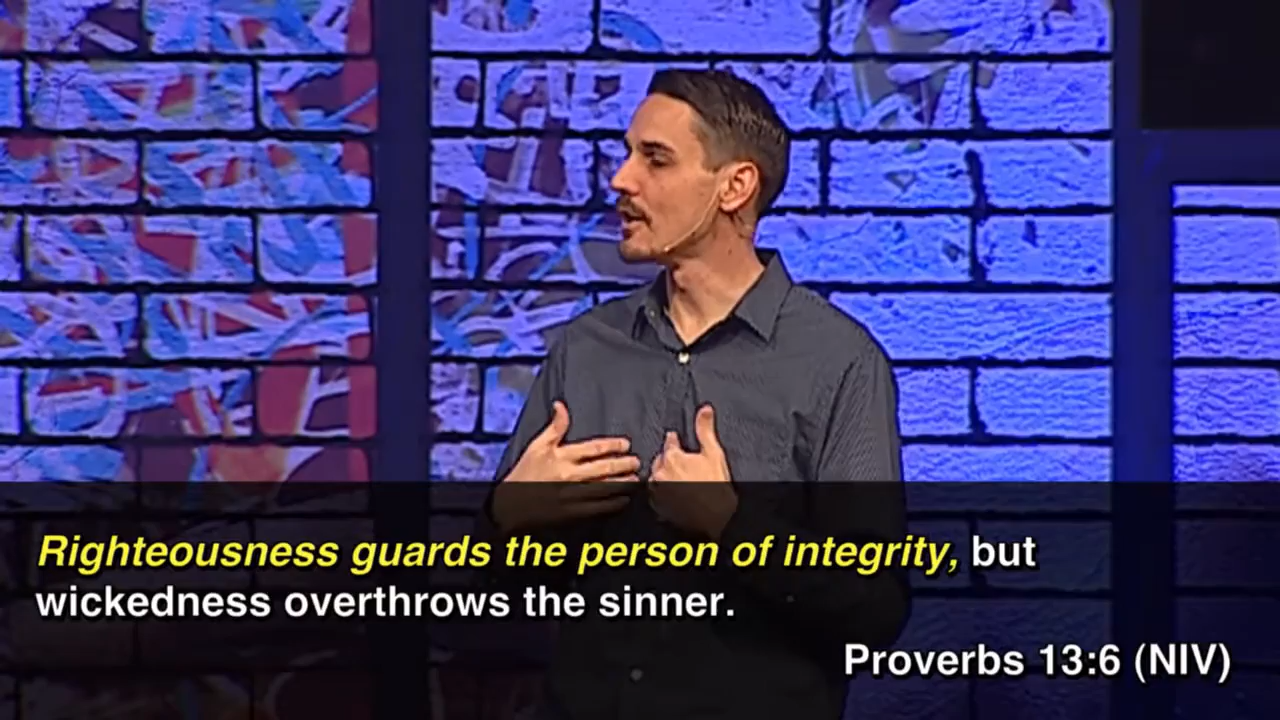 Righteousness guards the person of integrity, but
wickedness overthrows the sinner.
Proverbs 13:6 (NIV)